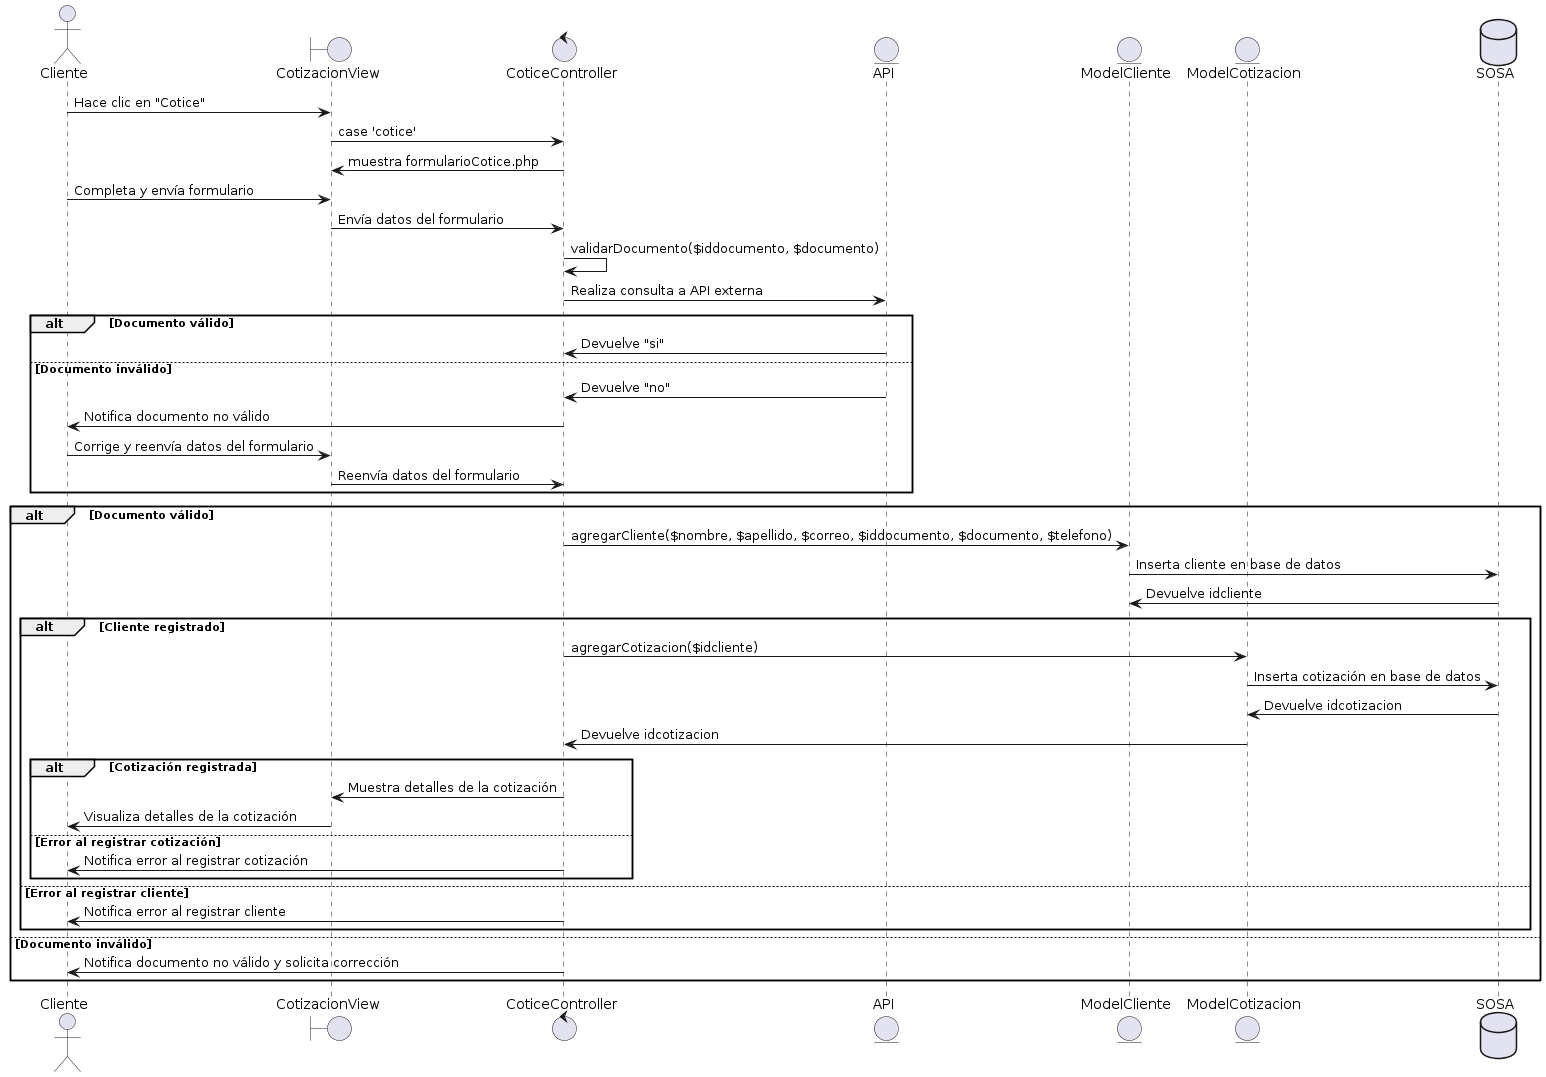 Cliente
CotizacionView
CoticeController
API
ModelCliente
ModelCotizacion
SOSA
Hace clic en "Cotice"
case 'cotice'
muestra formularioCotice.php
Completa y envía formulario
Envía datos del formulario
validarDocumento($iddocumento, $documento)
Realiza consulta a API externa
alt [Documento válido]
Devuelve "si"
[Documento inválido]
Devuelve "no"
Notifica documento no válido
Corrige y reenvía datos del formulario
Reenvía datos del formulario
alt [Documento válido]
agregarCliente($nombre, $apellido, $correo, $iddocumento, $documento, $telefono)
Inserta cliente en base de datos
Devuelve idcliente
alt [Cliente registrado]
agregarCotizacion($idcliente)
Inserta cotización en base de datos
Devuelve idcotizacion
Devuelve idcotizacion
alt [Cotización registrada]
Muestra detalles de la cotización
Visualiza detalles de la cotización
[Error al registrar cotización]
Notifica error al registrar cotización
[Error al registrar cliente]
Notifica error al registrar cliente
[Documento inválido]
Notifica documento no válido y solicita corrección
Cliente
CotizacionView
CoticeController
API
ModelCliente
ModelCotizacion
SOSA